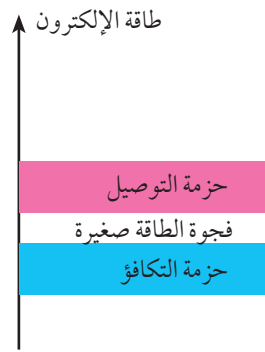 طاقة الإلكترون
حزمة التوصيل
فجوة الطاقة صغيرة
حزمة التكافؤ